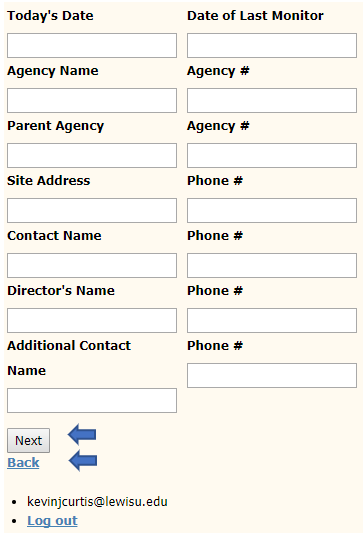 Today's Date Date of Last Monitor
Agency Name Agency #
Parent Agency Agency #
Site Address Phone #
Contact Name Phone #
Director's Name Phone #
Additional Contact Phone #
Name
Next
Back
kevinjcurtis@lewisu.edu
Log out